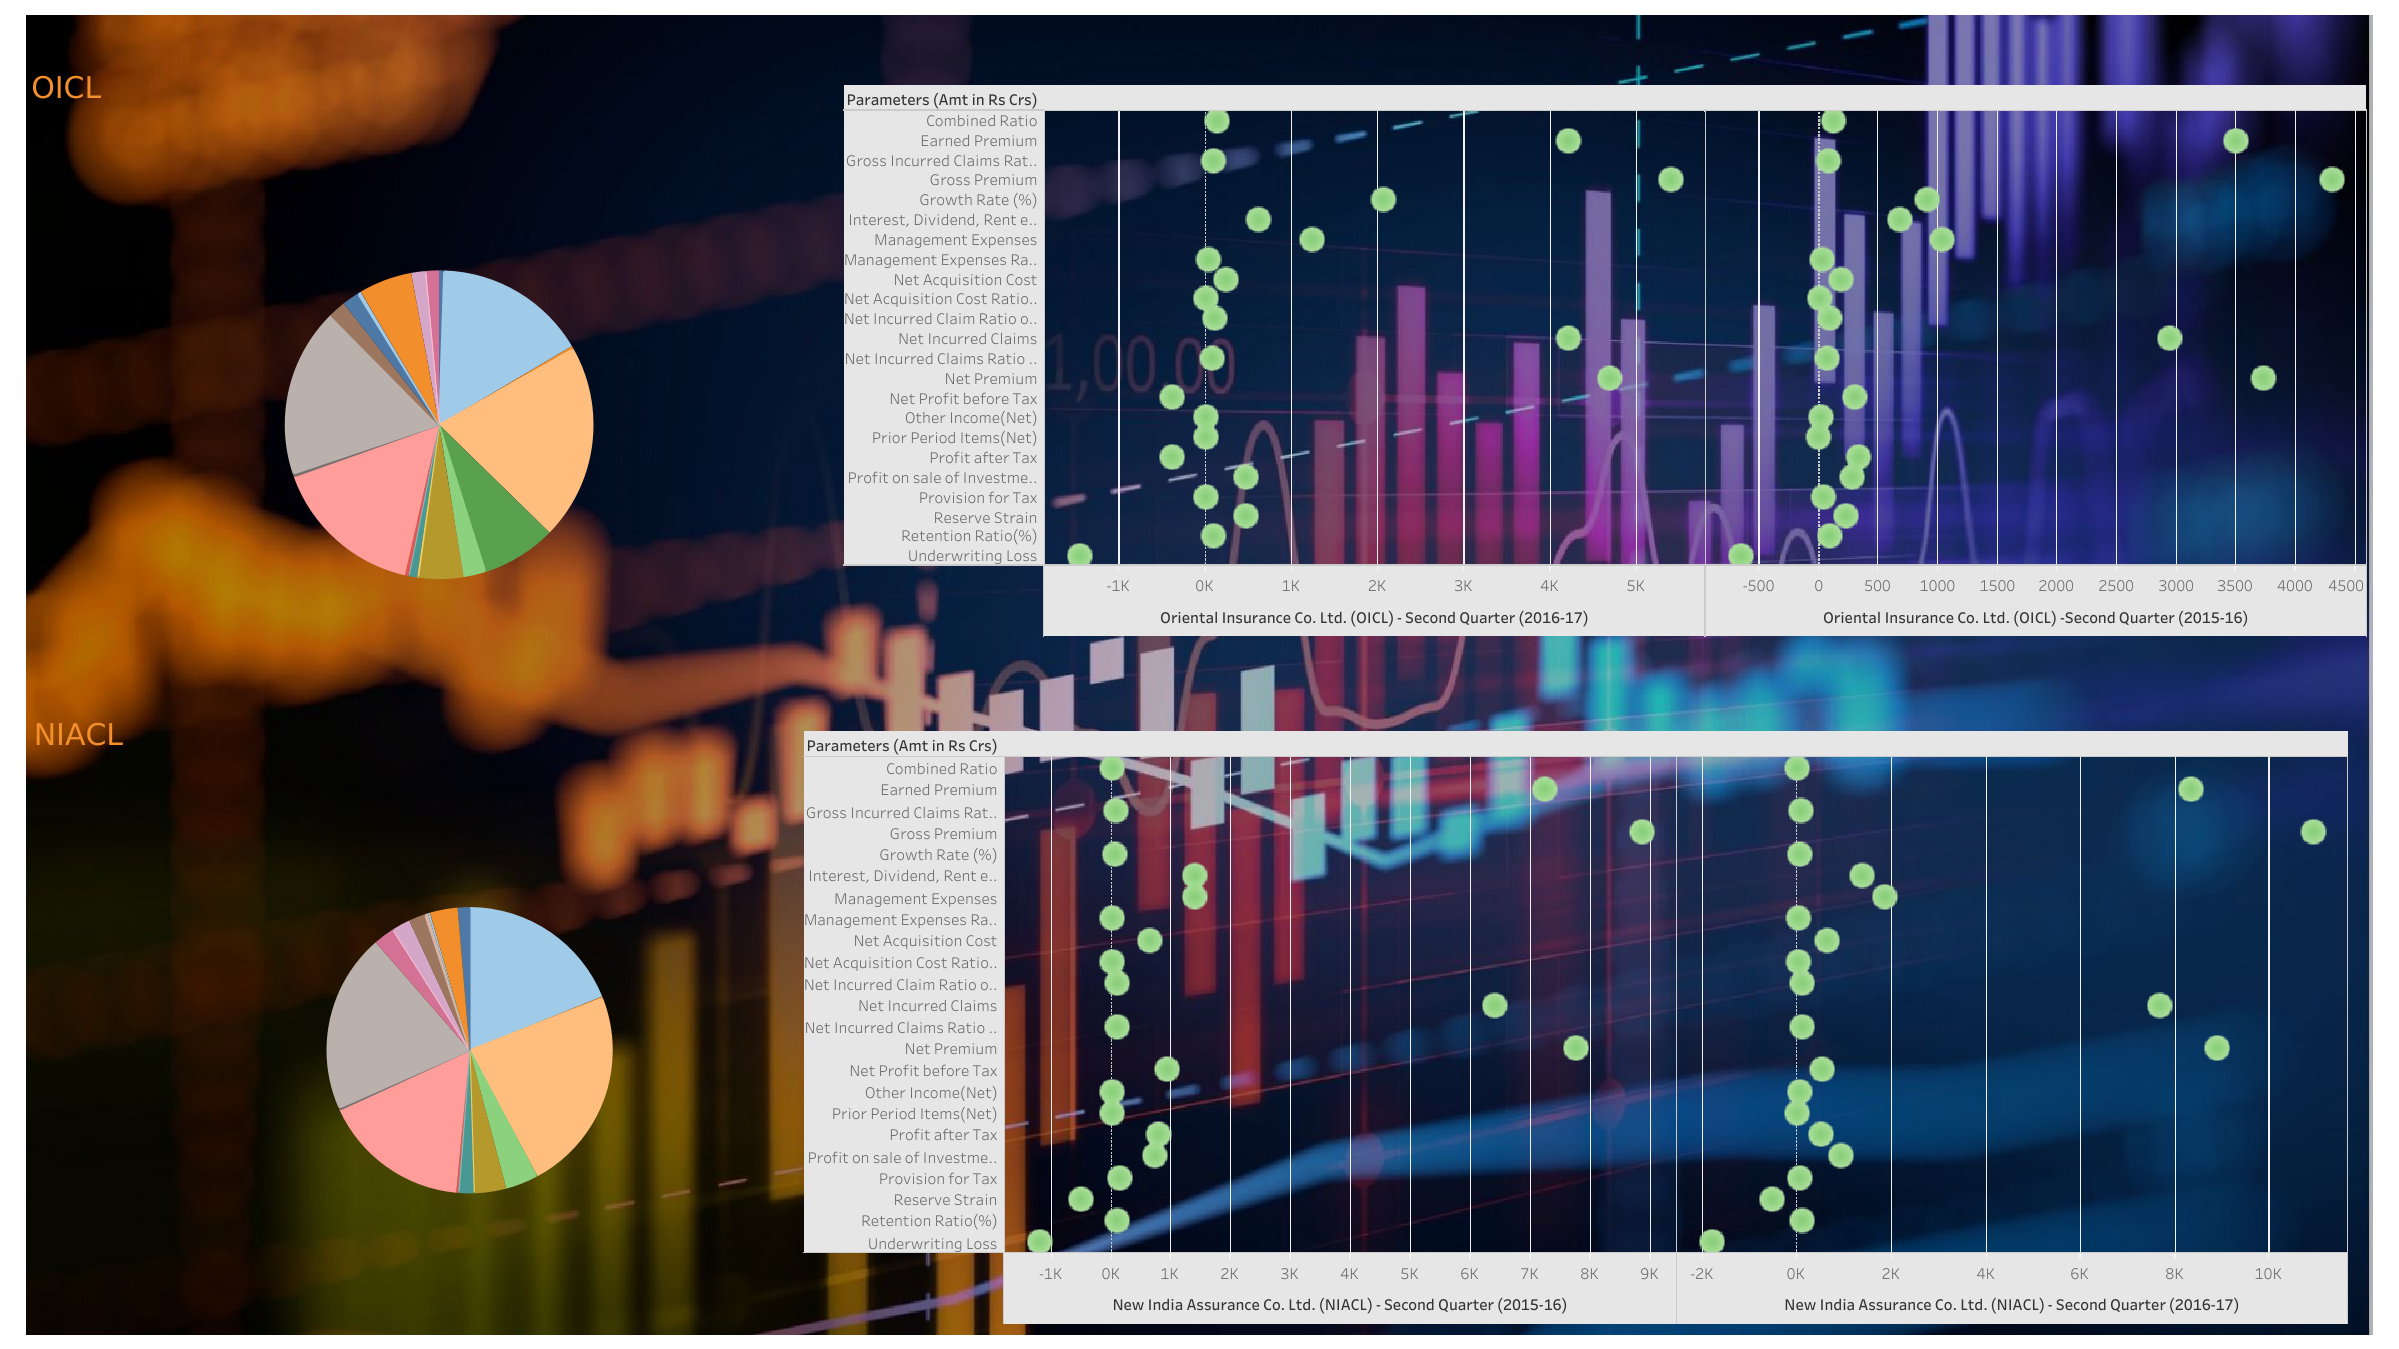 OICL
Parameters (Amt in Rs Crs)
Combined Ratio
Earned Premium
Gross Incurred Claims Rat..
Gross Premium
Growth Rate (%)
Interest, Dividend, Rent e..
Management Expenses
Management Expenses Ra..
Net Acquisition Cost
Net Acquisition Cost Ratio..
Net Incurred Claim Ratio o..
Net Incurred Claims
Net Incurred Claims Ratio ..
Net Premium
Net Profit before Tax
Other Income(Net)
Prior Period Items(Net)
Profit after Tax
Profit on sale of Investme..
Provision for Tax
Reserve Strain
Retention Ratio(%)
Underwriting Loss
1,00.00
-1K 0K 1K 2K 3K 4K 5K -500 0 500 1000 1500 2000 2500 3000 3500 4000 4500
Oriental Insurance Co. Ltd. (OICL) - Second Quarter (2016-17) Oriental Insurance Co. Ltd. (OICL) -Second Quarter (2015-16)
NIACL
Parameters (Amt in Rs Crs)
Combined Ratio
Earned Premium
Gross Incurred Claims Rat..
Gross Premium
Growth Rate (%)
Interest, Dividend, Rent e..
Management Expenses
Management Expenses Ra..
Net Acquisition Cost
Net Acquisition Cost Ratio..
Net Incurred Claim Ratio o..
Net Incurred Claims
Net Incurred Claims Ratio ..
Net Premium
Net Profit before Tax
Other Income(Net)
Prior Period Items(Net)
Profit after Tax
Profit on sale of Investme..
Provision for Tax
Reserve Strain
Retention Ratio(%)
Underwriting Loss
-1K 0K 1K 2K 3K 4K 5K 6K 7K 8K 9K -2K 0K 2K 4K 6K 8K 10K
New India Assurance Co. Ltd. (NIACL) - Second Quarter (2015-16) New India Assurance Co. Ltd. (NIACL) - Second Quarter (2016-17)